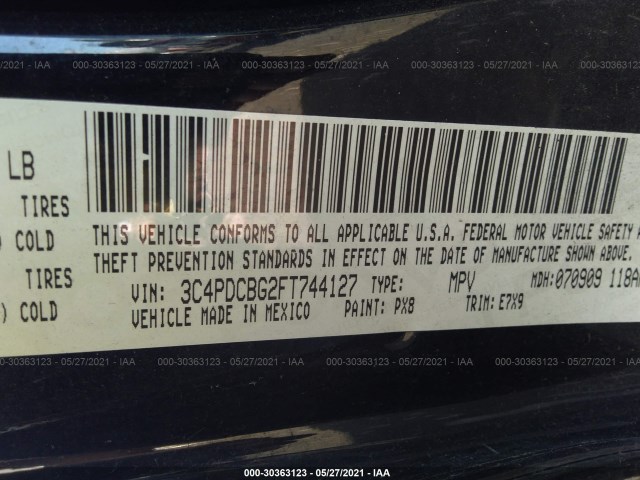 000-30363123 - 05/27/2021 - IAA 000-30363123 - 05/27/2021 - IAA 000-30363123 - 05/27/2021 - IAA
LB
TIRES
) COLD
TIRES
) COLD
THIS VEHICLE CONFORMS TO ALL APPLICABLE U.S.A. FEDERAL MOTOR VEHICLE SAFETY
THEFT PREVENTION STANDARDS IN EFFECT ON THE DATE OF MANUFACTURE SHOWN ABOVE.
VIN: 3C4PDCBG2FT744127 TYPE: MPV MDH: 070909 118A
VEHICLE MADE IN MEXICO PAINT: PX8 TRIM: E7X9
000-30363123 - 05/27/2021 - IAA 000-30363123 - 05/27/2021 - IAA
000-30363123 - 05/27/2021 - IAA